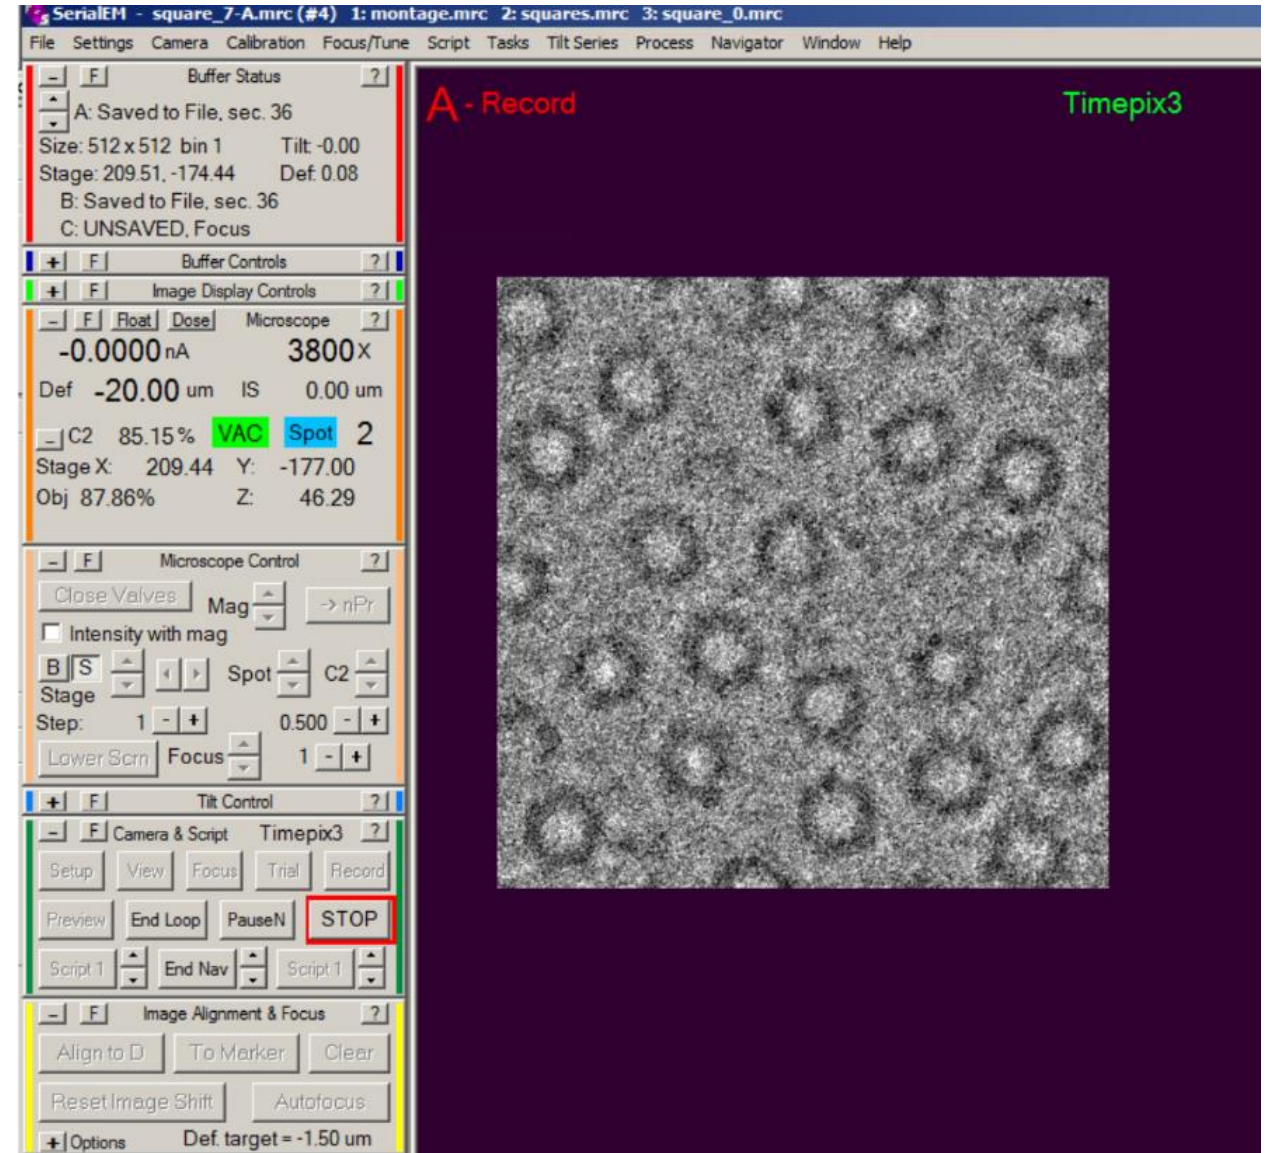 SerialEM - square_7-A.mrc (#4) 1: montage.mrc 2: squares.mrc 3: square_0.mrc
File Settings Camera Calibration Focus/Tune Script Tasks Tilt Series Process Navigator Window Help
- F Buffer Status ?
A: Saved to File, sec. 36
Size: 512 x 512 bin 1 Tilt: -0.00
Stage: 209.51, -174.44 Def: 0.08
B: Saved to File, sec. 36
C: UNSAVED, Focus
+ F Buffer Controls ?
+ F Image Display Controls ?
- F Float Dose Microscope ?
-0.0000 nA 3800 x
Def -20.00 um IS 0.00 um
- C2 85.15 % VAC Spot 2
Stage X: 209.44 Y: -177.00
Obj 87.86% Z: 46.29
- F Microscope Control ?
Close Valves Mag -> nPr
Intensity with mag
B S Spot C2
Stage
Step: 1 - + 0.500 - +
Lower Scrn Focus 1 - +
+ F Tilt Control ?
- F Camera & Script Timepix3 ?
Setup View Focus Trial Record
Preview End Loop PauseN STOP
Script 1 End Nav Script 1
- F Image Alignment & Focus ?
Align to D To Marker Clear
Reset Image Shift Autofocus
+ Options Def. target = -1.50 um
A - Record Timepix3